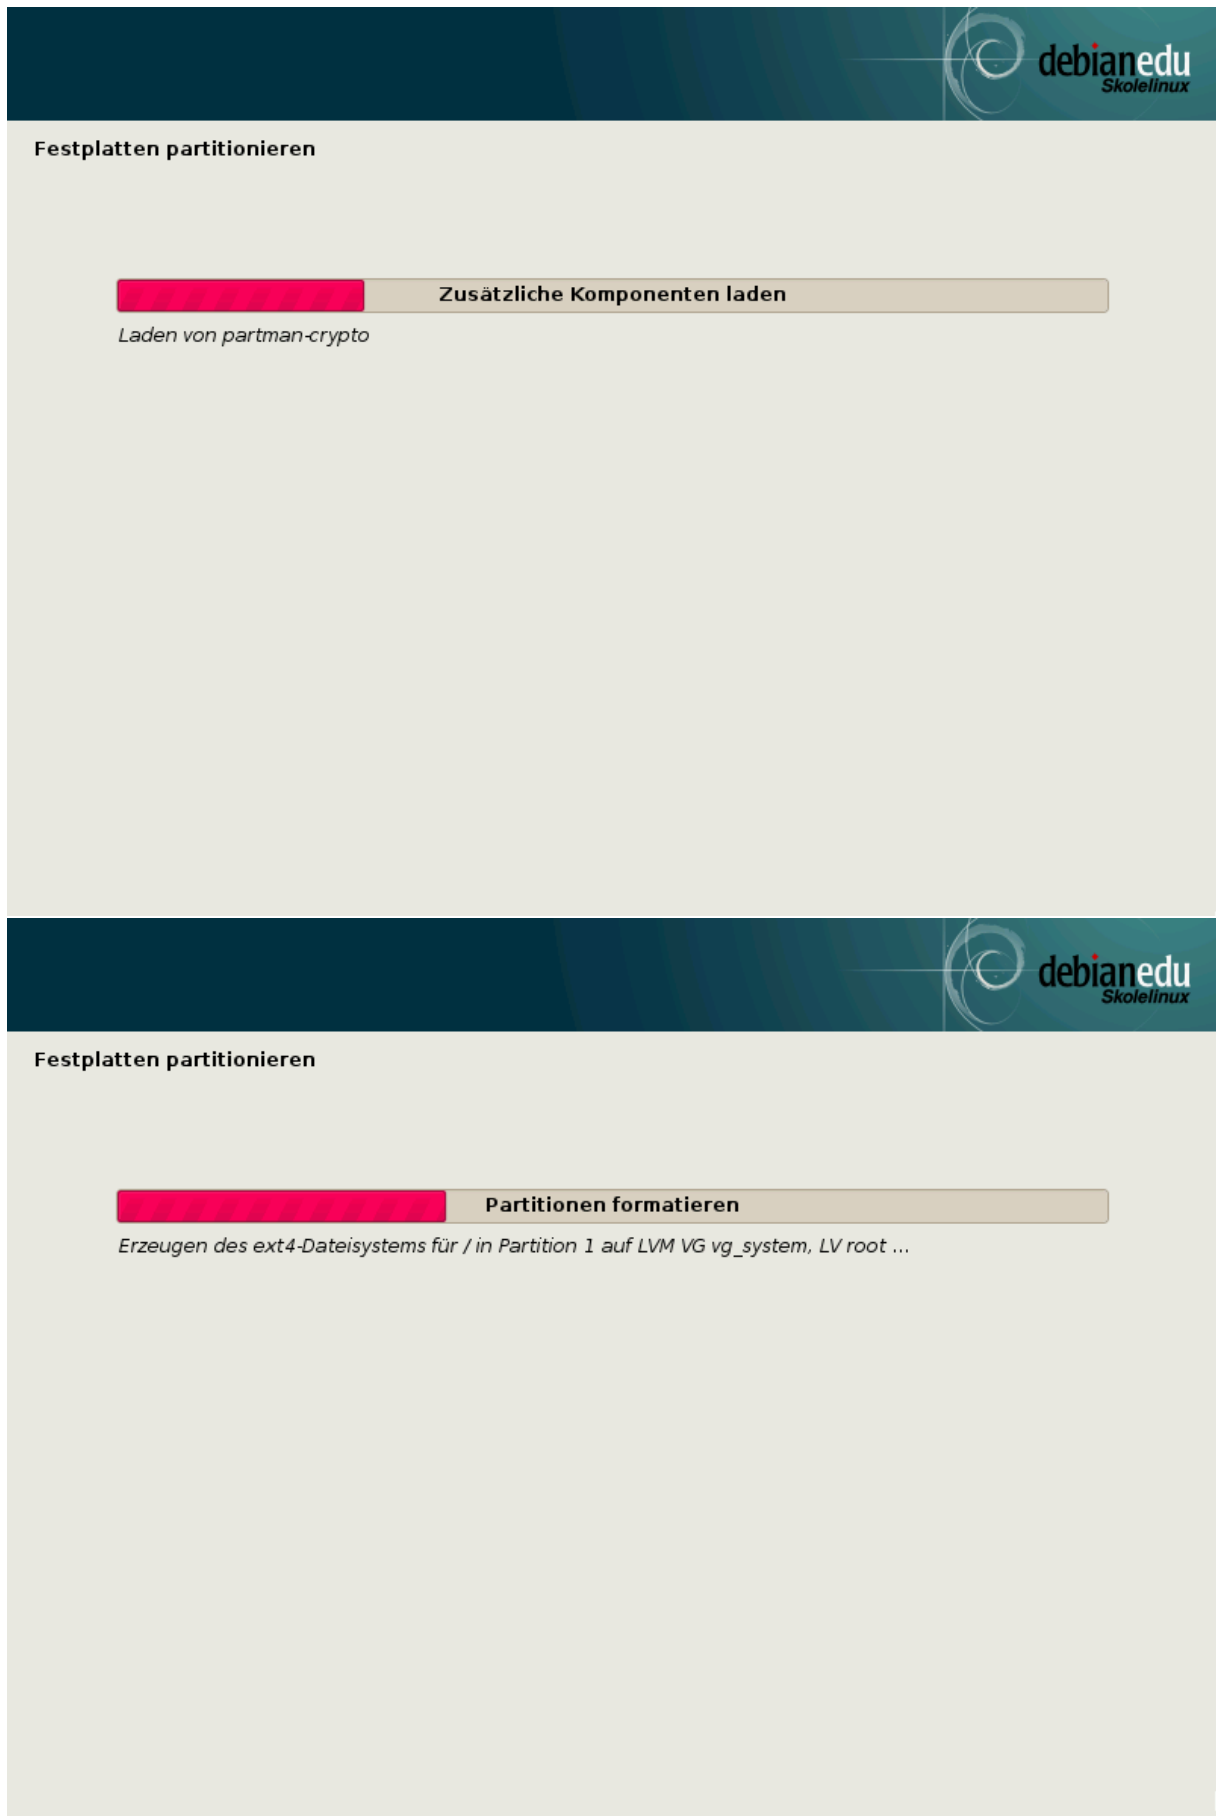 debianedu
Skolelinux
Festplatten partitionieren
Zusätzliche Komponenten laden
Laden von partman-crypto
debianedu
Skolelinux
Festplatten partitionieren
Partitionen formatieren
Erzeugen des ext4-Dateisystems für / in Partition 1 auf LVM VG vg_system, LV root ...